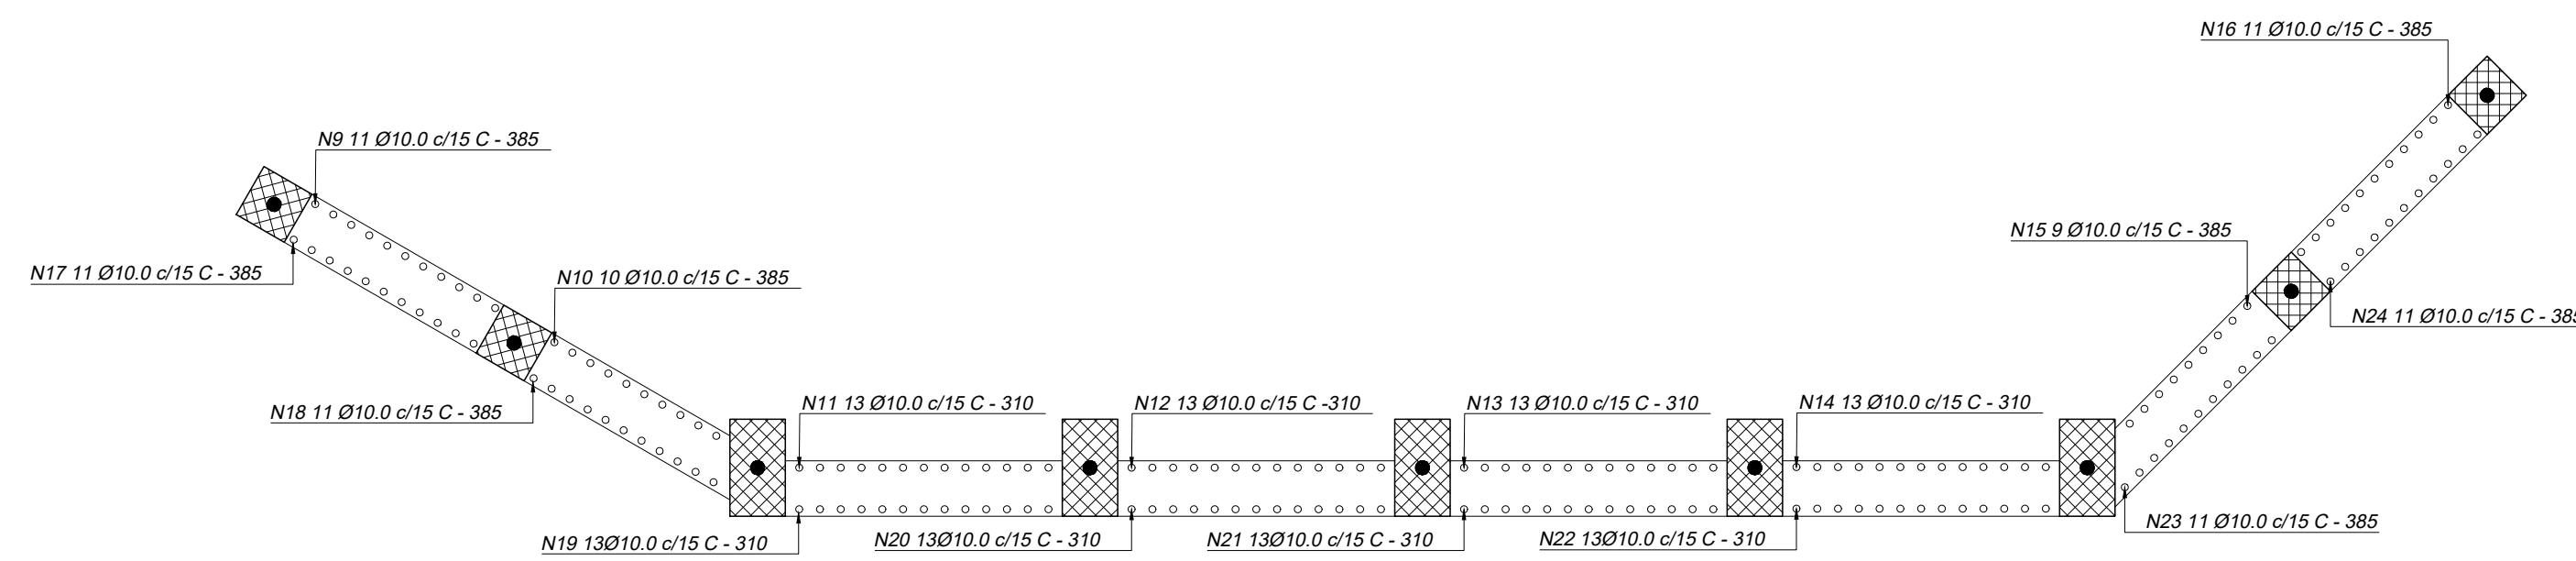 N16 11 Ø10.0 c/15 C - 385
N9 11 Ø10.0 c/15 C - 385
N15 9 Ø10.0 c/15 C - 385
N17 11 Ø10.0 c/15 C - 385
N10 10 Ø10.0 c/15 C - 385
N24 11 Ø10.0 c/15 C - 385
N18 11 Ø10.0 c/15 C - 385
N11 13 Ø10.0 c/15 C - 310
N12 13 Ø10.0 c/15 C -310
N13 13 Ø10.0 c/15 C - 310
N14 13 Ø10.0 c/15 C - 310
N19 13Ø10.0 c/15 C - 310
N20 13Ø10.0 c/15 C - 310
N21 13Ø10.0 c/15 C - 310
N22 13Ø10.0 c/15 C - 310
N23 11 Ø10.0 c/15 C - 385